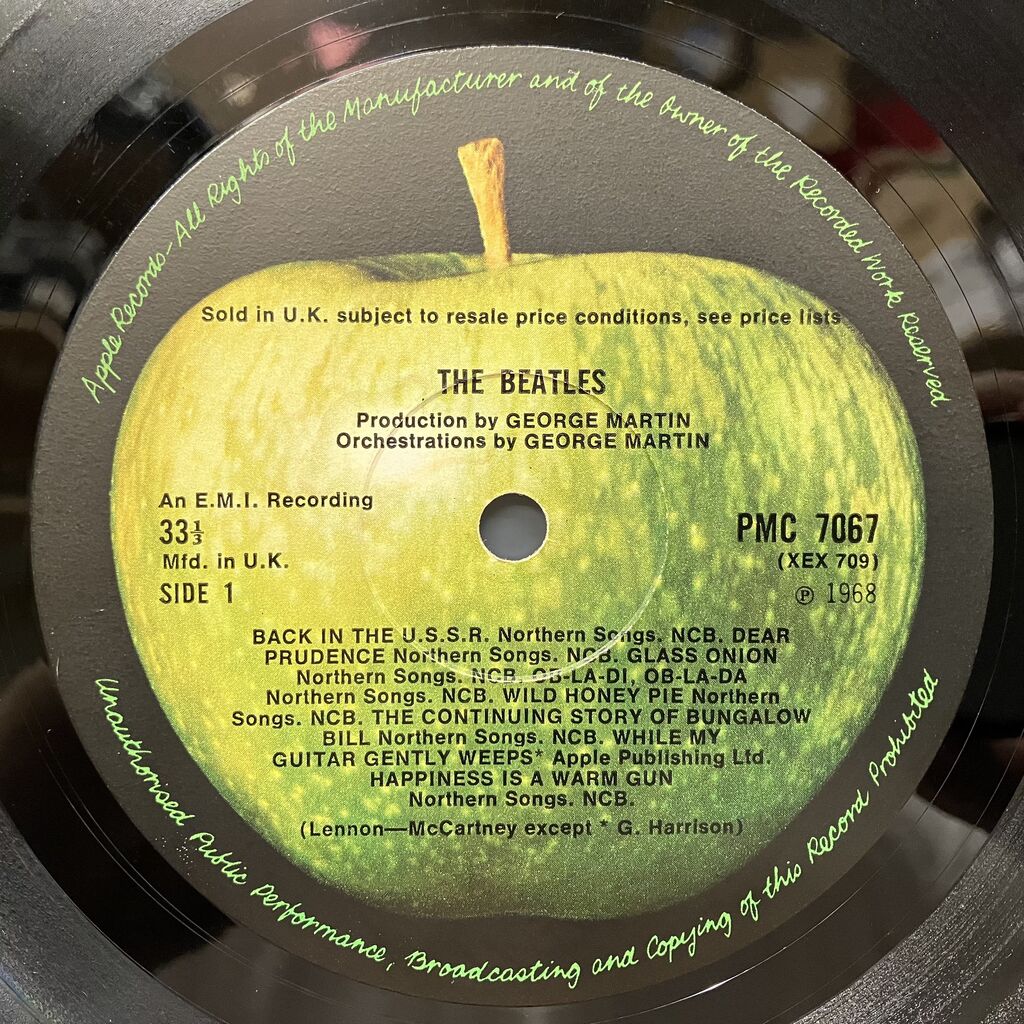 Apple Records-All Rights of the Manufacturer and of the Owner of the Recorded Work Reserved
Sold in U.K. subject to resale price conditions, see price lists
THE BEATLES
Production by GEORGE MARTIN
Orchestrations by GEORGE MARTIN
An E.M.I. Recording
33⅓
Mfd. in U.K.
SIDE 1
PMC 7067
(XEX 709)
℗ 1968
BACK IN THE U.S.S.R. Northern Songs. NCB. DEAR
PRUDENCE Northern Songs. NCB. GLASS ONION
Northern Songs. NCB. OB-LA-DI, OB-LA-DA
Northern Songs. NCB. WILD HONEY PIE Northern
Songs. NCB. THE CONTINUING STORY OF BUNGALOW
BILL Northern Songs. NCB. WHILE MY
GUITAR GENTLY WEEPS* Apple Publishing Ltd.
HAPPINESS IS A WARM GUN
Northern Songs. NCB.
(Lennon—McCartney except * G. Harrison)
Unauthorised Public Performance, Broadcasting and Copying of this Record Prohibited